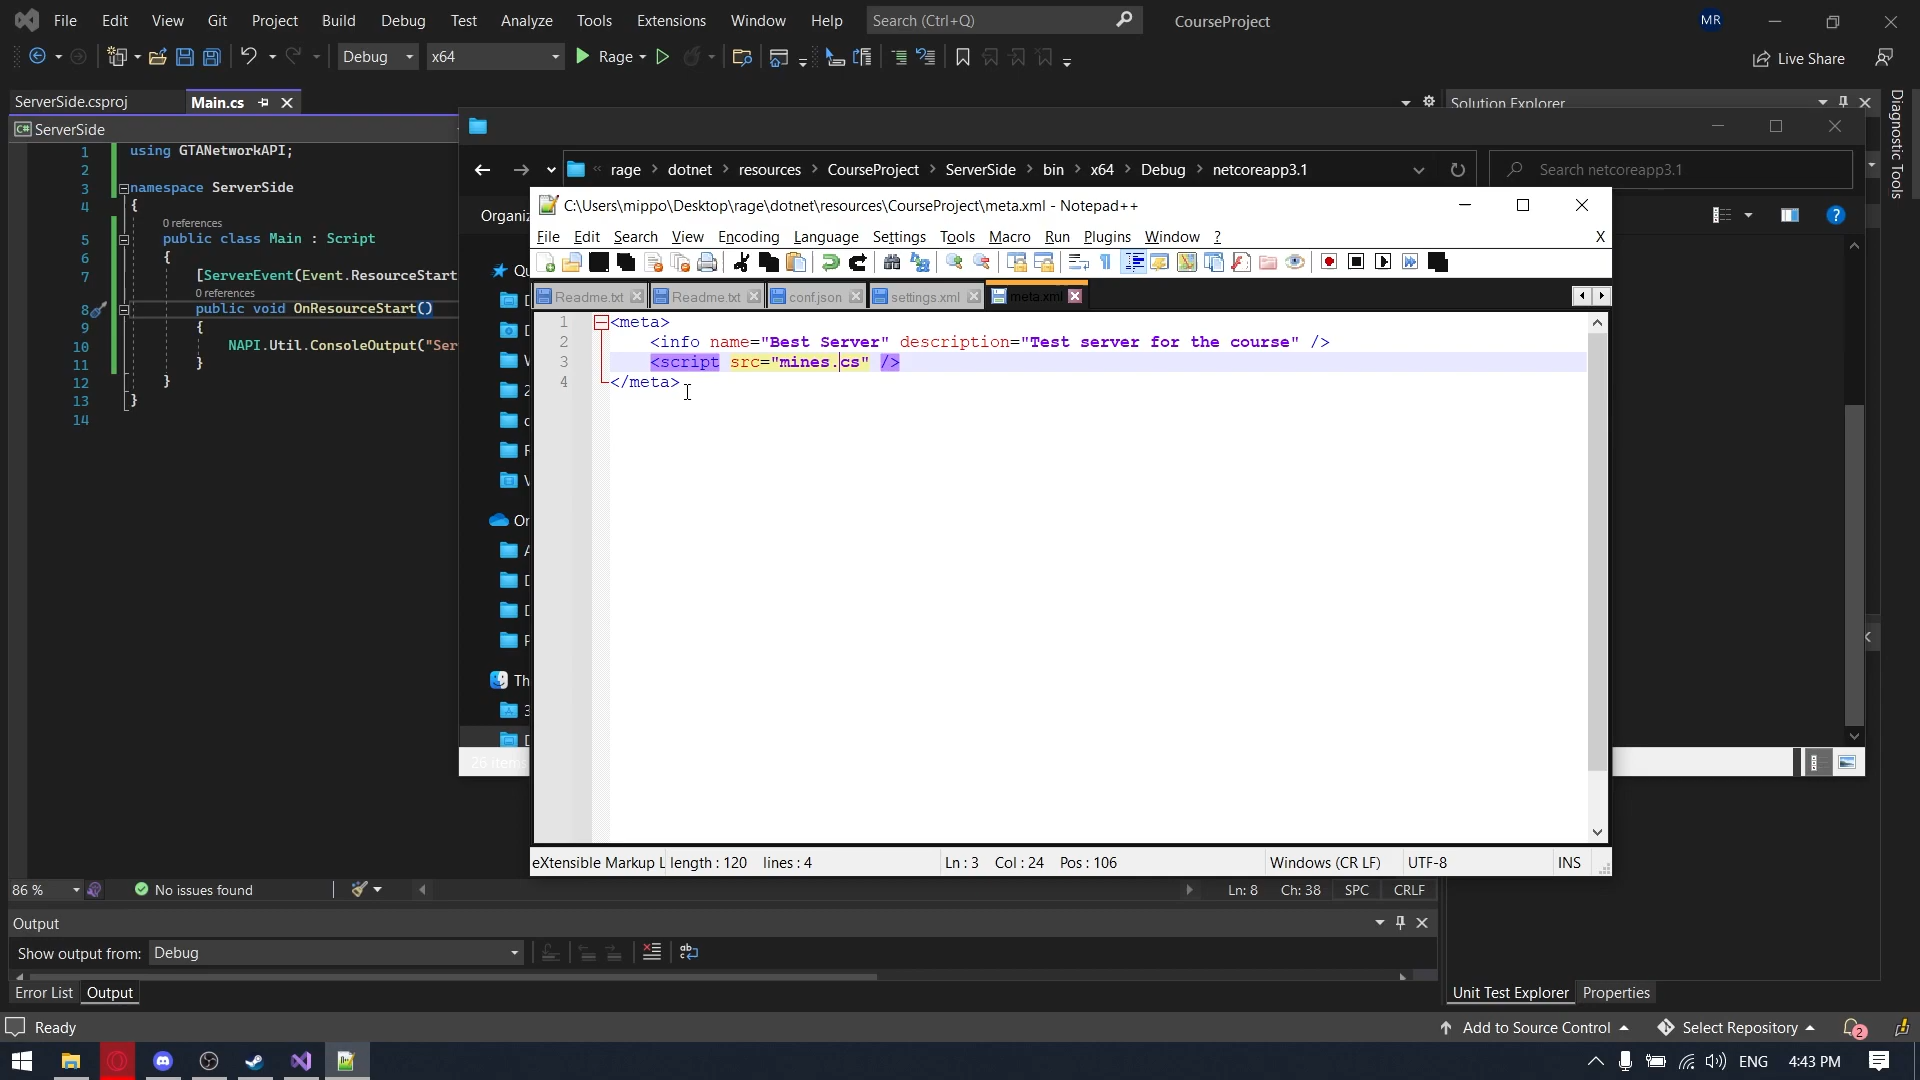 File Edit View Git Project Build Debug Test Analyze Tools Extensions Window Help Search (Ctrl+Q) CourseProject MR
Debug x64 Rage Live Share
ServerSide.csproj Main.cs Solution Explorer
ServerSide
Diagnostic Tools
rage dotnet resources CourseProject ServerSide bin x64 Debug netcoreapp3.1 Search netcoreapp3.1
Organiz
1 using GTANetworkAPI;
2
3 namespace ServerSide
4 {
0 references
5 public class Main : Script
6 {
7 [ServerEvent(Event.ResourceStart
0 references
8 public void OnResourceStart()
9 {
10 NAPI.Util.ConsoleOutput("Ser
11 }
12 }
13 }
14
Qu
On
Th
26 items
C:\Users\mippo\Desktop\rage\dotnet\resources\CourseProject\meta.xml - Notepad++
File Edit Search View Encoding Language Settings Tools Macro Run Plugins Window ? X
Readme.txt Readme.txt conf.json settings.xml meta.xml
1 <meta>
2 <info name="Best Server" description="Test server for the course" />
3 <script src="mines.cs" />
4 </meta>
eXtensible Markup L length : 120 lines : 4 Ln : 3 Col : 24 Pos : 106 Windows (CR LF) UTF-8 INS
86 % No issues found Ln: 8 Ch: 38 SPC CRLF
Output
Show output from: Debug
Error List Output Unit Test Explorer Properties
Ready Add to Source Control Select Repository 2
ENG 4:43 PM